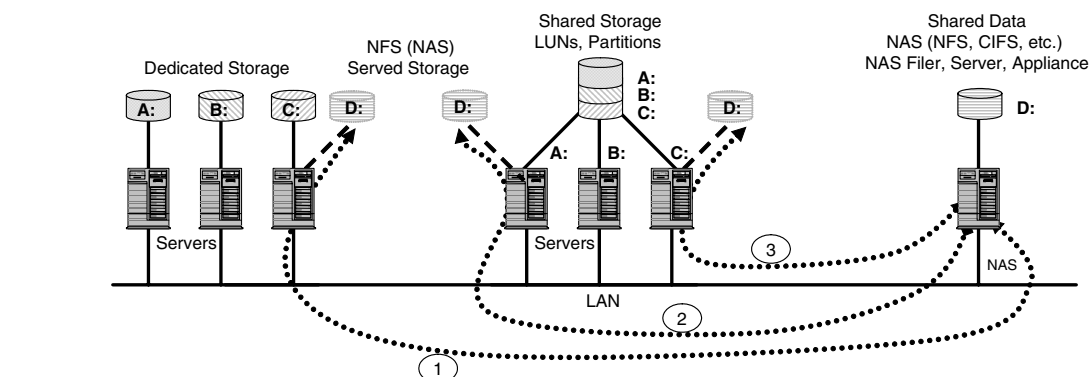 Shared Storage
LUNs, Partitions
Shared Data
NAS (NFS, CIFS, etc.)
NAS Filer, Server, Appliance
NFS (NAS)
Served Storage
Dedicated Storage
A:
B:
C:
D:
D:
A:
B:
C:
D:
D:
A:
B:
C:
Servers
Servers
3
NAS
LAN
2
1